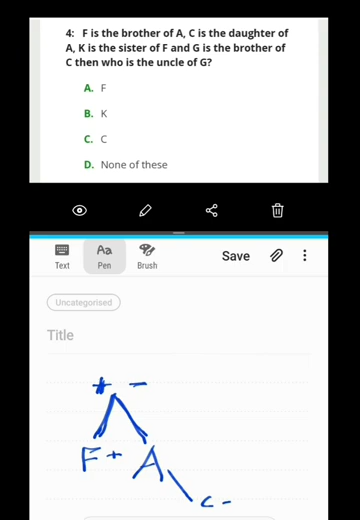 4: F is the brother of A, C is the daughter of
A, K is the sister of F and G is the brother of
C then who is the uncle of G?
A. F
B. K
C. C
D. None of these
Text
Aa
Pen
Brush
Save
Uncategorised
Title
+ -
F + A
C -